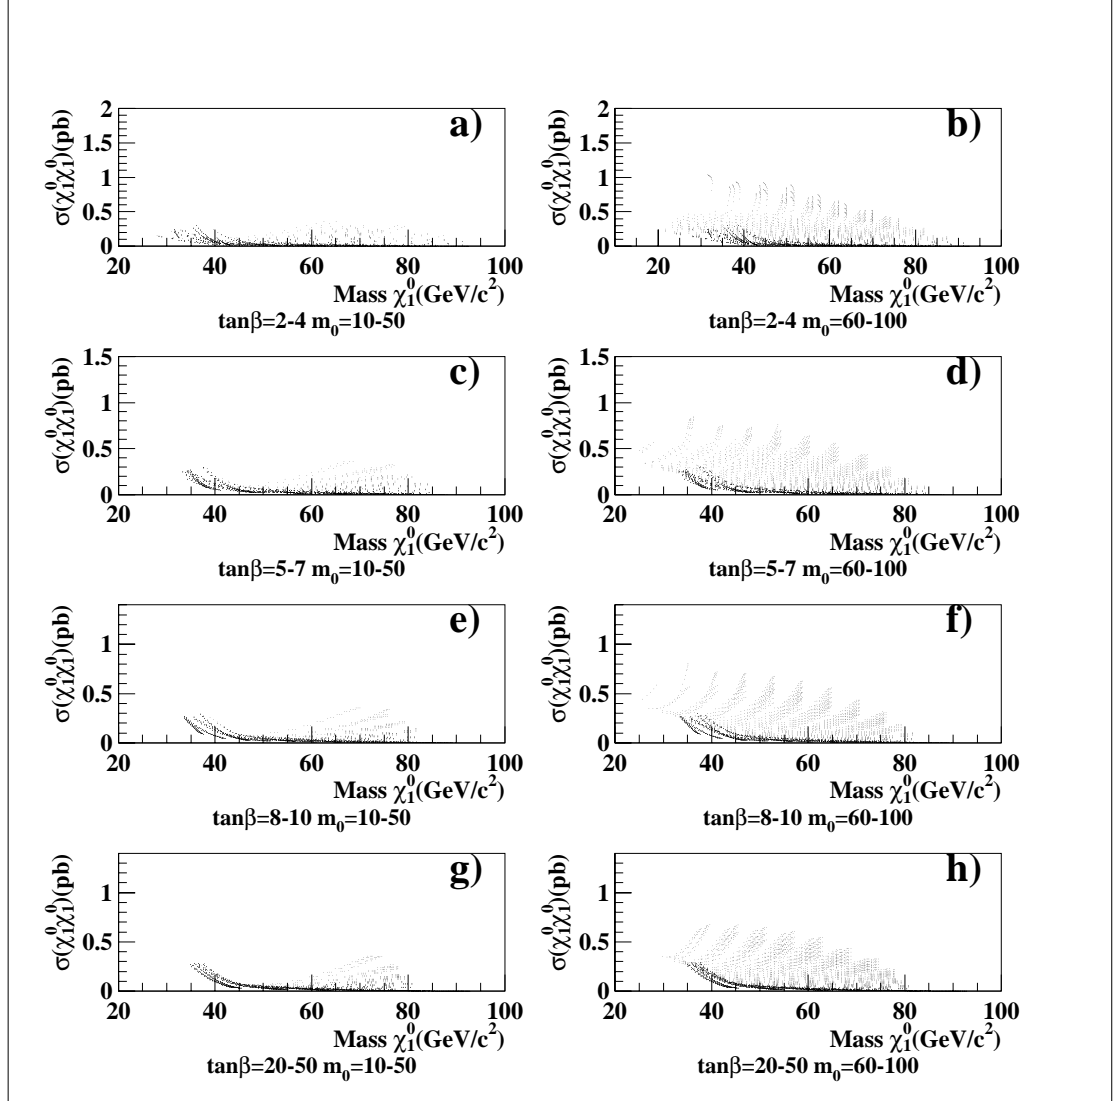 a)
σ(χ₁⁰χ₁⁰)(pb)
2
1.5
1
0.5
0
20 40 60 80 100
Mass χ₁⁰(GeV/c²)
tanβ=2-4 m₀=10-50
b)
σ(χ₁⁰χ₁⁰)(pb)
2
1.5
1
0.5
0
20 40 60 80 100
Mass χ₁⁰(GeV/c²)
tanβ=2-4 m₀=60-100
c)
σ(χ₁⁰χ₁⁰)(pb)
1.5
1
0.5
0
20 40 60 80 100
Mass χ₁⁰(GeV/c²)
tanβ=5-7 m₀=10-50
d)
σ(χ₁⁰χ₁⁰)(pb)
1.5
1
0.5
0
20 40 60 80 100
Mass χ₁⁰(GeV/c²)
tanβ=5-7 m₀=60-100
e)
σ(χ₁⁰χ₁⁰)(pb)
1
0.5
0
20 40 60 80 100
Mass χ₁⁰(GeV/c²)
tanβ=8-10 m₀=10-50
f)
σ(χ₁⁰χ₁⁰)(pb)
1
0.5
0
20 40 60 80 100
Mass χ₁⁰(GeV/c²)
tanβ=8-10 m₀=60-100
g)
σ(χ₁⁰χ₁⁰)(pb)
1
0.5
0
20 40 60 80 100
Mass χ₁⁰(GeV/c²)
tanβ=20-50 m₀=10-50
h)
σ(χ₁⁰χ₁⁰)(pb)
1
0.5
0
20 40 60 80 100
Mass χ₁⁰(GeV/c²)
tanβ=20-50 m₀=60-100